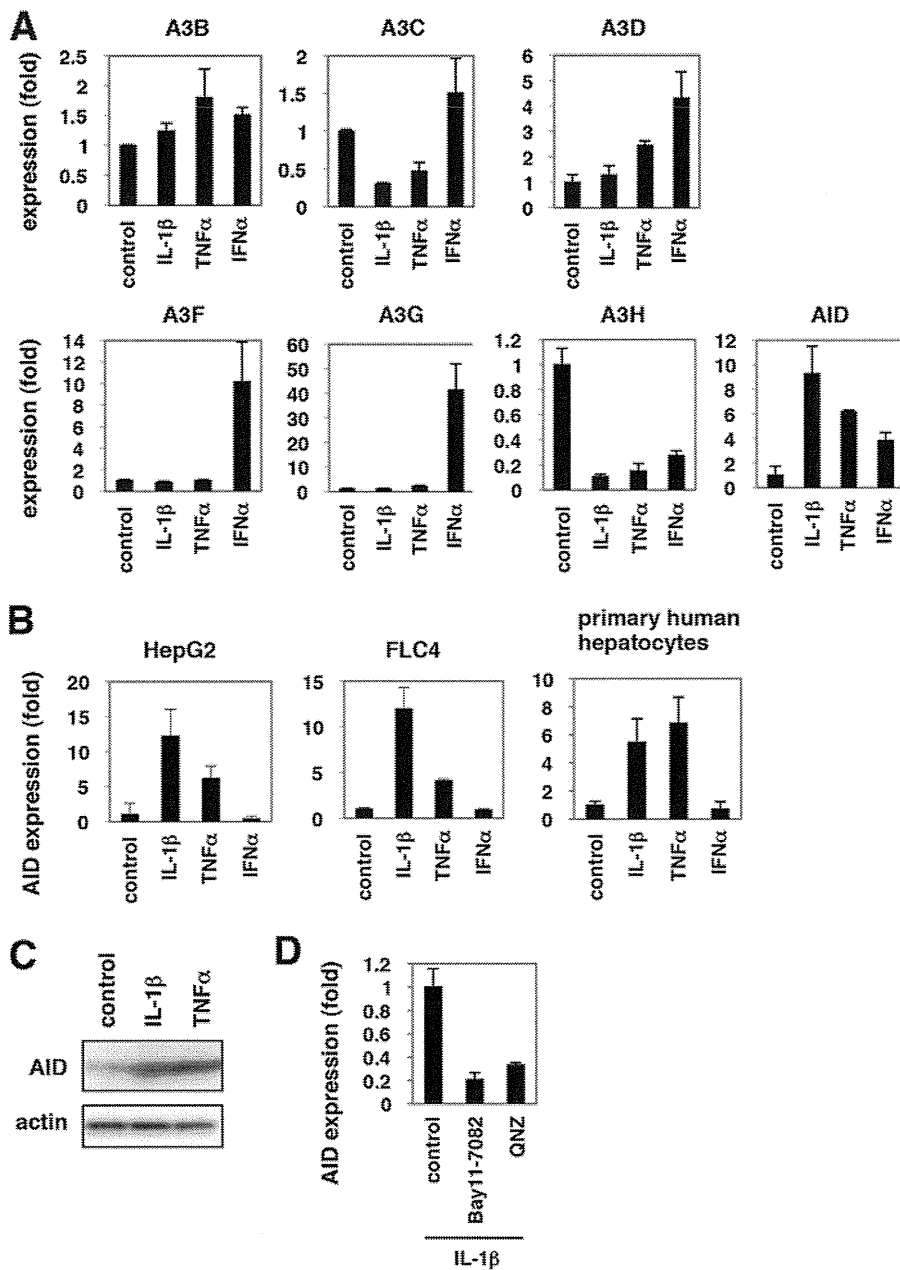 A
A3B
A3C
A3D
expression (fold)
2.5
2
1.5
1
0.5
0
2
1.5
1
0.5
0
6
5
4
3
2
1
0
control
IL-1β
TNFα
IFNα
control
IL-1β
TNFα
IFNα
control
IL-1β
TNFα
IFNα
A3F
A3G
A3H
AID
expression (fold)
14
12
10
8
6
4
2
0
60
50
40
30
20
10
0
1.2
1
0.8
0.6
0.4
0.2
0
12
10
8
6
4
2
0
control
IL-1β
TNFα
IFNα
control
IL-1β
TNFα
IFNα
control
IL-1β
TNFα
IFNα
control
IL-1β
TNFα
IFNα
B
HepG2
FLC4
primary human
hepatocytes
AID expression (fold)
20
15
10
5
0
15
10
5
0
10
8
6
4
2
0
control
IL-1β
TNFα
IFNα
control
IL-1β
TNFα
IFNα
control
IL-1β
TNFα
IFNα
C
control
IL-1β
TNFα
AID
actin
D
AID expression (fold)
1.2
1
0.8
0.6
0.4
0.2
0
control
Bay11-7082
QNZ
IL-1β